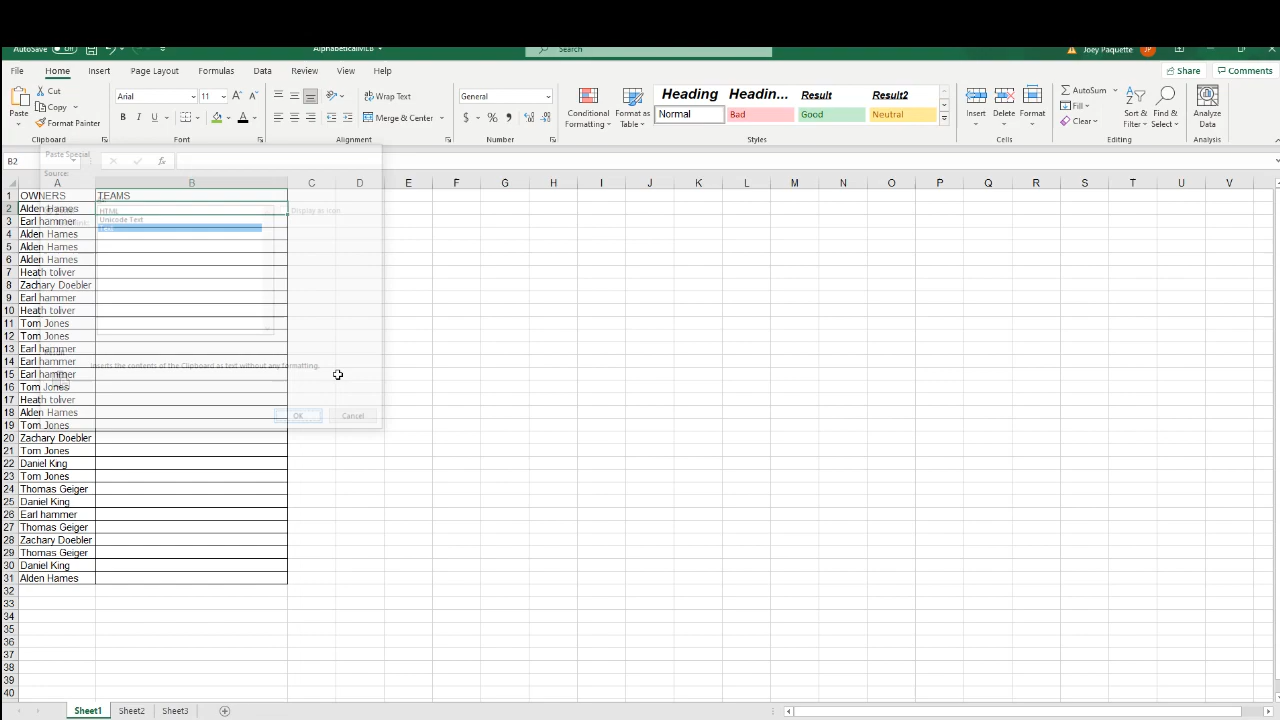 AutoSave Off AlphabeticalMLB Search Joey Paquette JP
File Home Insert Page Layout Formulas Data Review View Help Share Comments
Paste Cut Copy Format Painter
Clipboard
Arial 11
B I U A
Font
Wrap Text
Merge & Center
Alignment
General
$ % 9
Number
Conditional Formatting Format as Table
Heading Headin... Result Result2
Normal Bad Good Neutral
Styles
Insert Delete Format
Cells
AutoSum
Fill
Clear
Sort & Filter Find & Select
Editing
Analyze Data
Analysis
B2 fx
Paste Special
Source:
HTML
Unicode Text
Text
Display as icon
Inserts the contents of the Clipboard as text without any formatting.
OK Cancel
A B C D E F G H I J K L M N O P Q R S T U V
1 OWNERS TEAMS
2 Alden Hames
3 Earl hammer
4 Alden Hames
5 Alden Hames
6 Alden Hames
7 Heath toliver
8 Zachary Doebler
9 Earl hammer
10 Heath tolver
11 Tom Jones
12 Tom Jones
13 Earl hammer
14 Earl hammer
15 Earl hammer
16 Tom Jones
17 Heath toliver
18 Alden Hames
19 Tom Jones
20 Zachary Doebler
21 Tom Jones
22 Daniel King
23 Tom Jones
24 Thomas Geiger
25 Daniel King
26 Earl hammer
27 Thomas Geiger
28 Zachary Doebler
29 Thomas Geiger
30 Daniel King
31 Alden Hames
32
33
34
35
36
37
38
39
40
Sheet1 Sheet2 Sheet3